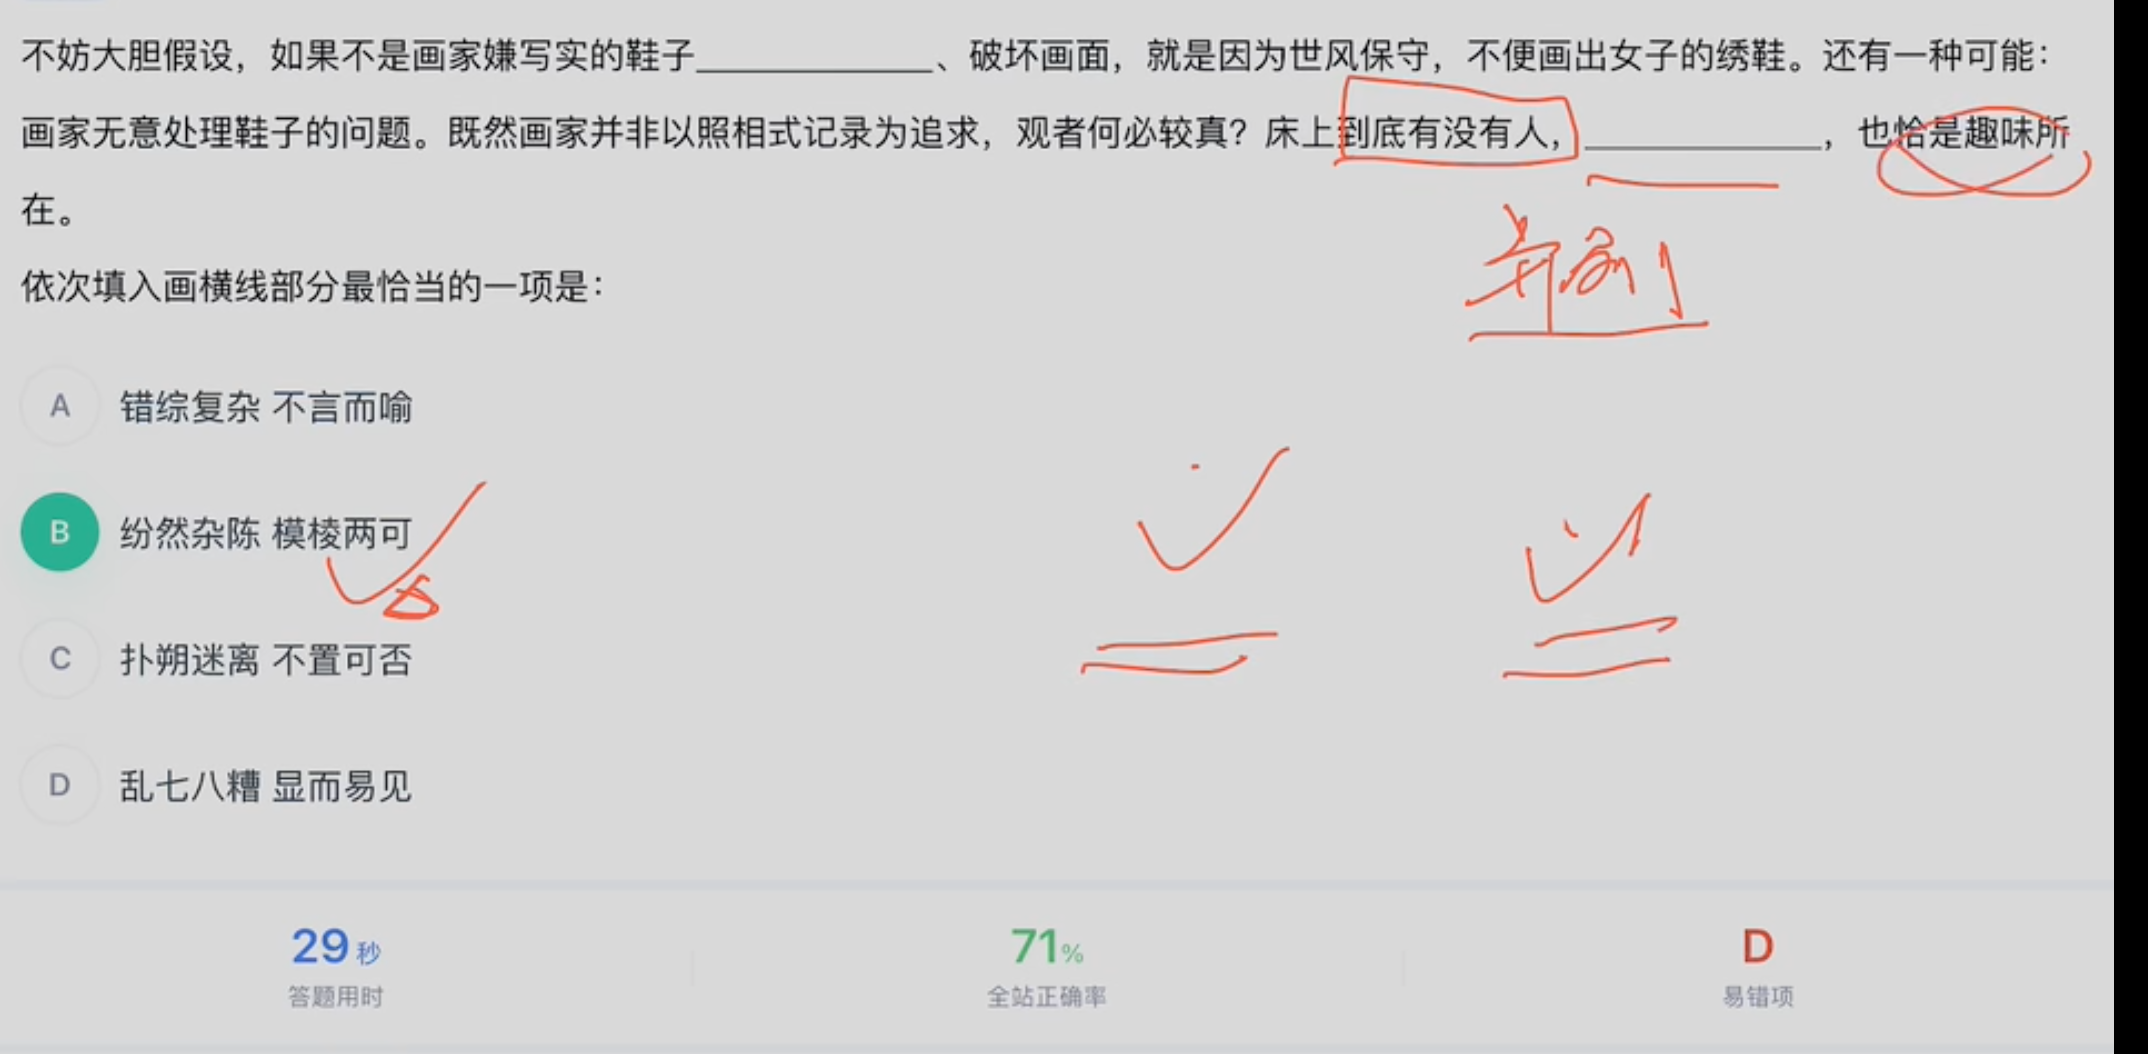 不妨大胆假设，如果不是画家嫌写实的鞋子____________、破坏画面，就是因为世风保守，不便画出女子的绣鞋。还有一种可能：
画家无意处理鞋子的问题。既然画家并非以照相式记录为追求，观者何必较真？床上到底有没有人，____________，也恰是趣味所
在。
依次填入画横线部分最恰当的一项是：
A 错综复杂 不言而喻
B 纷然杂陈 模棱两可
C 扑朔迷离 不置可否
D 乱七八糟 显而易见
29秒 71% D
答题用时 全站正确率 易错项